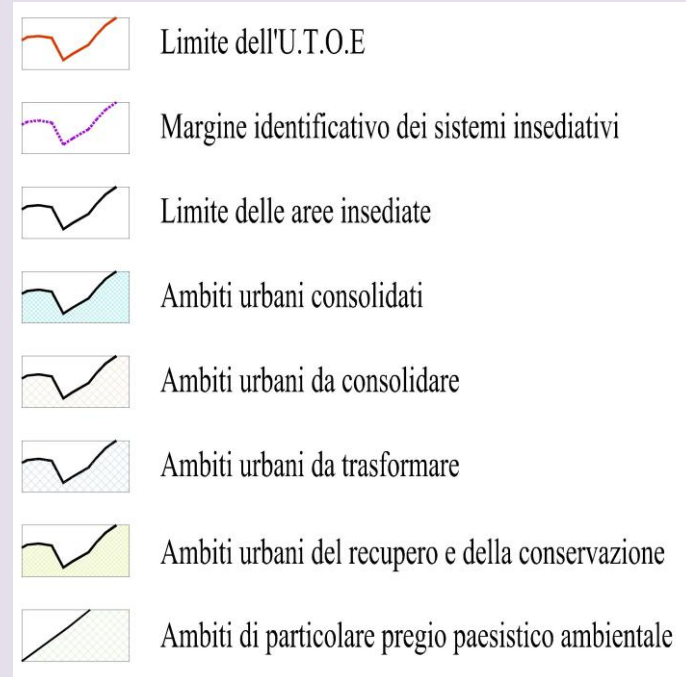 Limite dell'U.T.O.E
Margine identificativo dei sistemi insediativi
Limite delle aree insediate
Ambiti urbani consolidati
Ambiti urbani da consolidare
Ambiti urbani da trasformare
Ambiti urbani del recupero e della conservazione
Ambiti di particolare pregio paesistico ambientale